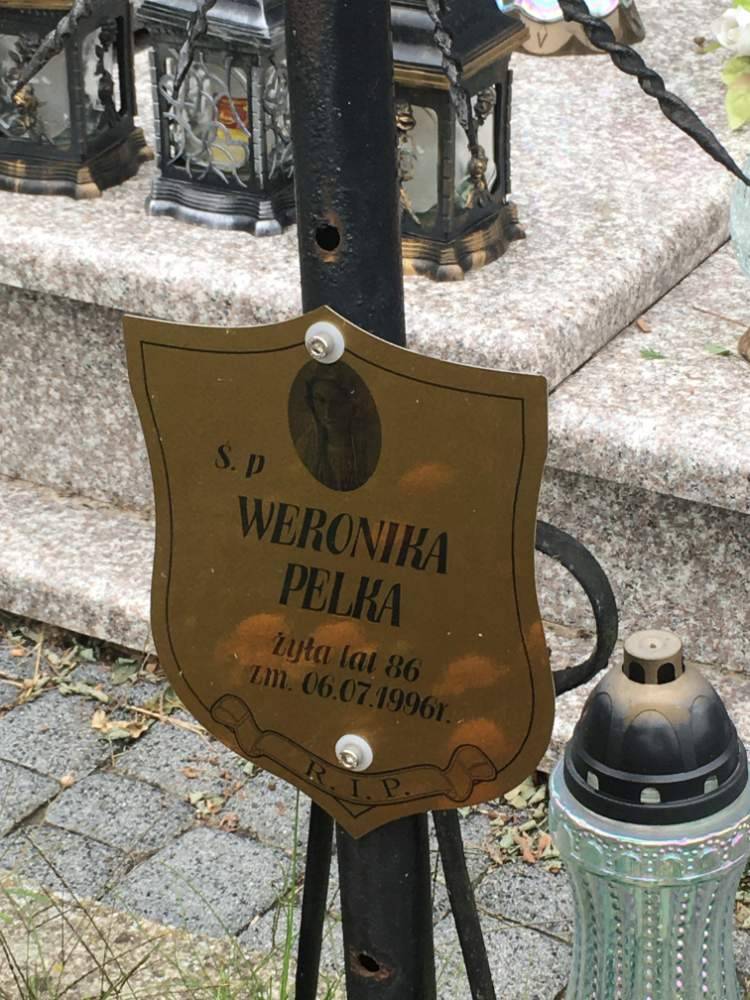 Ś. p
WERONIKA
PELKA
żyła lat 86
zm. 06.07.1996r.
R. I. P.